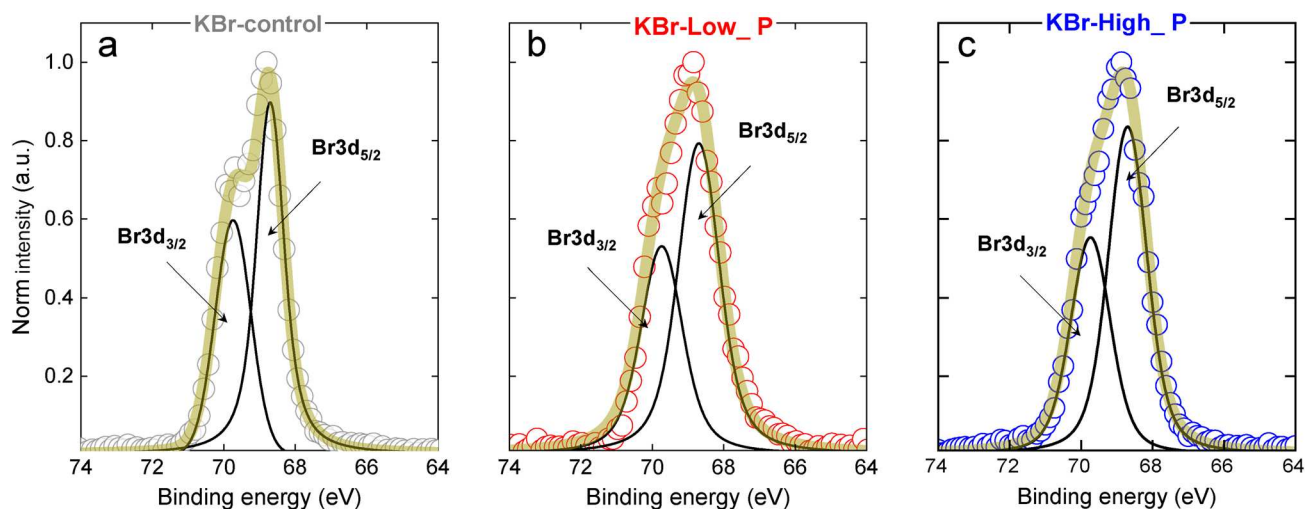 KBr-control
a
1.0
0.8
0.6
0.4
0.2
Norm intensity (a.u.)
Br3d3/2
Br3d5/2
74 72 70 68 66 64
Binding energy (eV)
KBr-Low_ P
b
Br3d3/2
Br3d5/2
74 72 70 68 66 64
Binding energy (eV)
KBr-High_ P
c
Br3d3/2
Br3d5/2
74 72 70 68 66 64
Binding energy (eV)